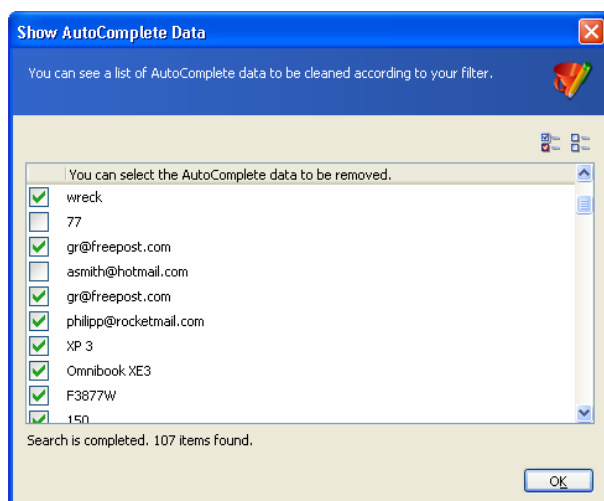 Show AutoComplete Data
You can see a list of AutoComplete data to be cleaned according to your filter.
You can select the AutoComplete data to be removed.
wreck
77
gr@freepost.com
asmith@hotmail.com
gr@freepost.com
philipp@rocketmail.com
XP 3
Omnibook XE3
F3877W
150
Search is completed. 107 items found.
OK